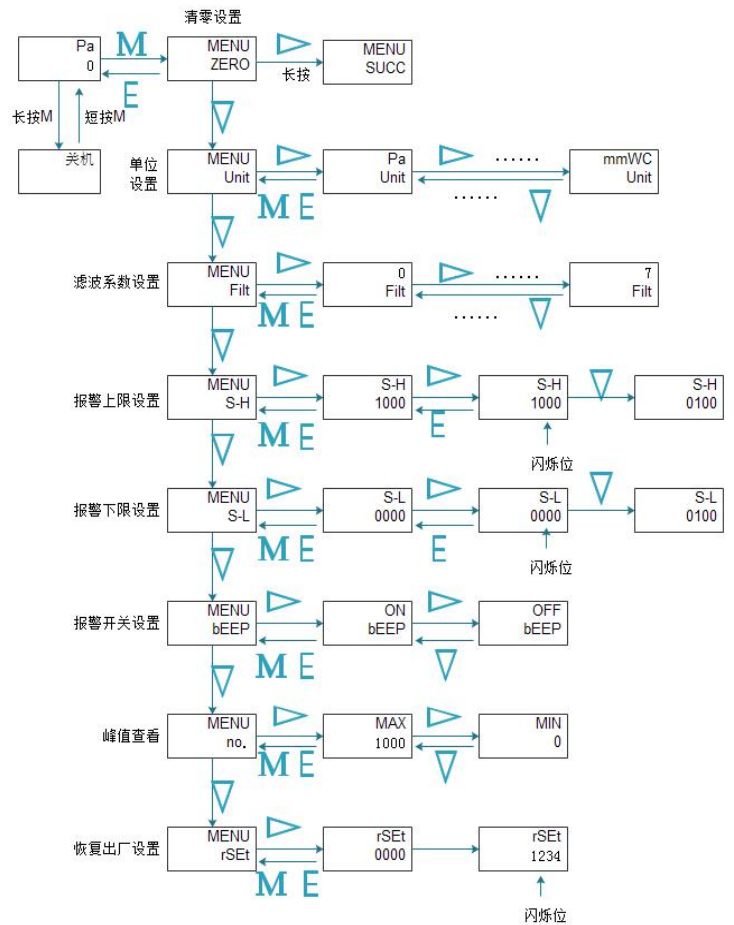 清零设置
Pa
0
M
E
MENU
ZERO
长按
MENU
SUCC
长按M
短按M
关机
单位
设置
MENU
Unit
M E
Pa
Unit
......
......
mmWC
Unit
滤波系数设置
MENU
Filt
M E
0
Filt
......
......
7
Filt
报警上限设置
MENU
S-H
M E
S-H
1000
E
S-H
1000
闪烁位
S-H
0100
报警下限设置
MENU
S-L
M E
S-L
0000
E
S-L
0000
闪烁位
S-L
0100
报警开关设置
MENU
bEEP
M E
ON
bEEP
OFF
bEEP
峰值查看
MENU
no.
M E
MAX
1000
MIN
0
恢复出厂设置
MENU
rSEt
M E
rSEt
0000
rSEt
1234
闪烁位